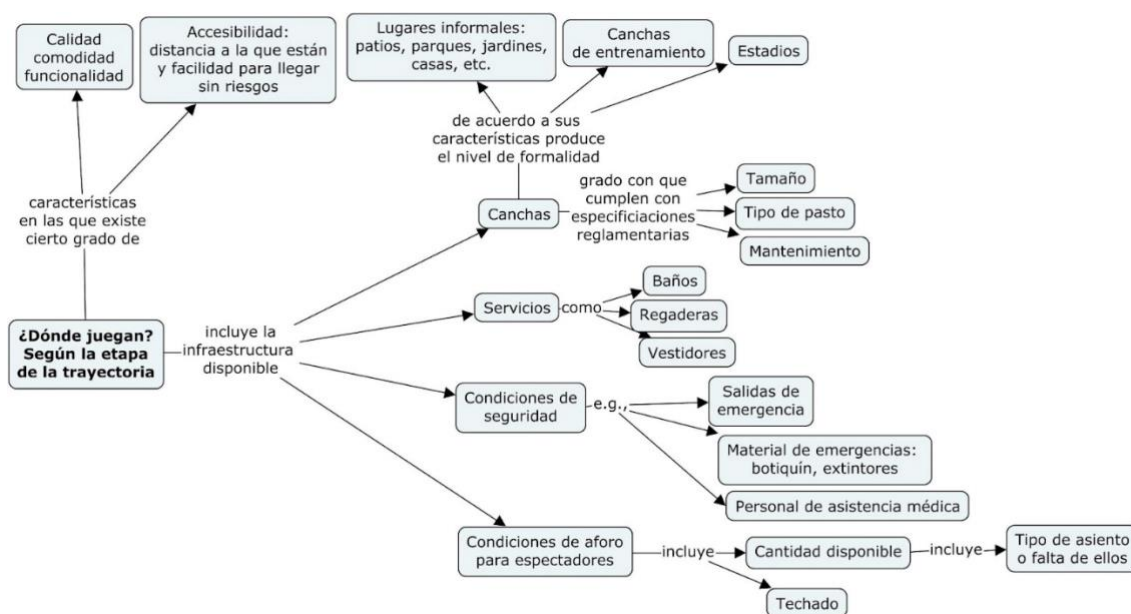 Calidad
comodidad
funcionalidad
Accesibilidad:
distancia a la que están
y facilidad para llegar
sin riesgos
Lugares informales:
patios, parques, jardines,
casas, etc.
Canchas
de entrenamiento
Estadios
de acuerdo a sus
características produce
el nivel de formalidad
características
en las que existe
cierto grado de
Canchas
grado con que
cumplen con
especificiaciones
reglamentarias
Tamaño
Tipo de pasto
Mantenimiento
¿Dónde juegan?
Según la etapa
de la trayectoria
incluye la
infraestructura
disponible
Servicios
como
Baños
Regaderas
Vestidores
Condiciones de
seguridad
e.g.,
Salidas de
emergencia
Material de emergencias:
botiquín, extintores
Personal de asistencia médica
Condiciones de aforo
para espectadores
incluye
Cantidad disponible
incluye
Tipo de asiento
o falta de ellos
Techado